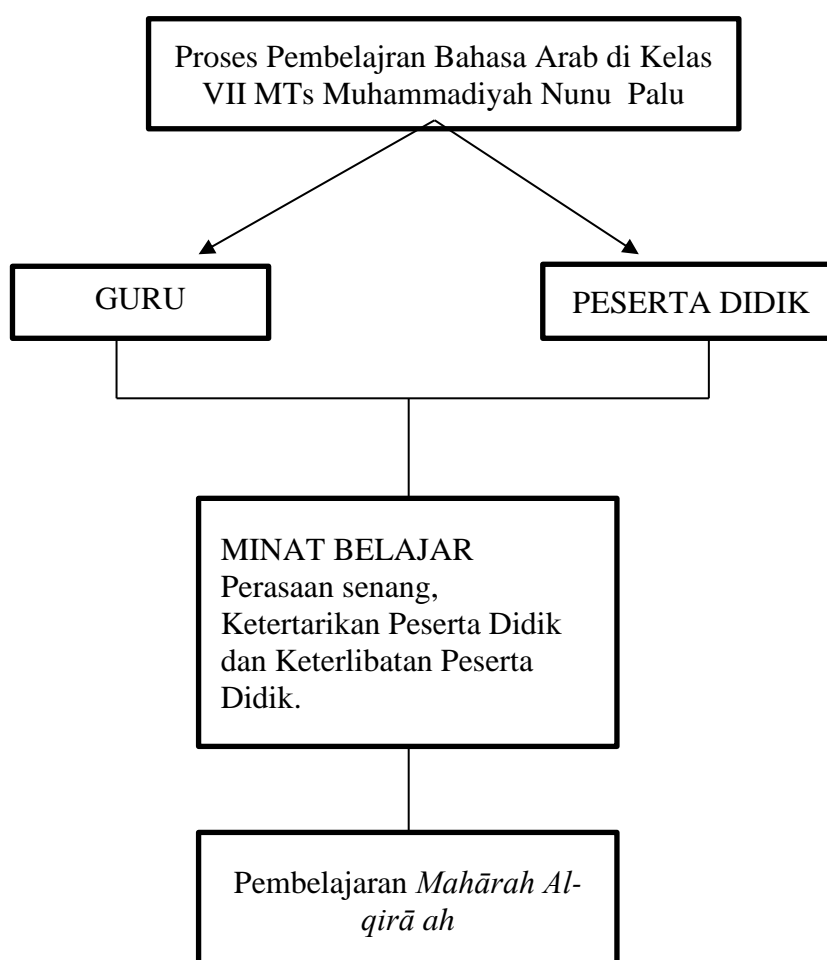 Proses Pembelajran Bahasa Arab di Kelas
VII MTs Muhammadiyah Nunu Palu
GURU
PESERTA DIDIK
MINAT BELAJAR
Perasaan senang,
Ketertarikan Peserta Didik
dan Keterlibatan Peserta
Didik.
Pembelajaran Mahārah Al-
qirā ah